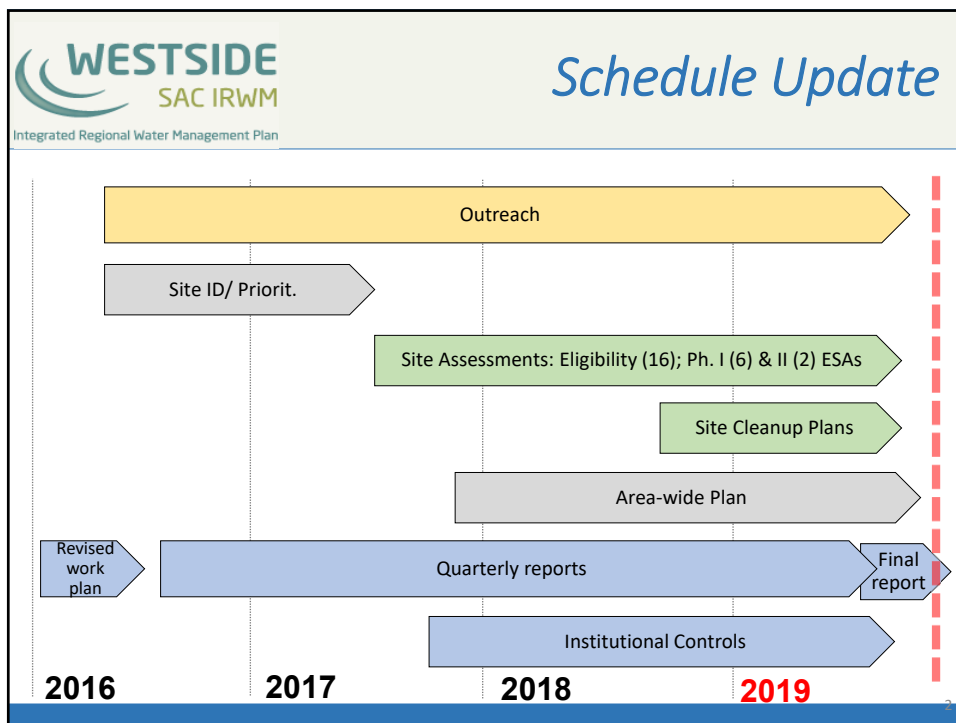 WESTSIDE
SAC IRWM
Integrated Regional Water Management Plan
Schedule Update
Outreach
Site ID/ Priorit.
Site Assessments: Eligibility (16); Ph. I (6) & II (2) ESAs
Site Cleanup Plans
Area-wide Plan
Revised
work
plan
Quarterly reports
Final
report
Institutional Controls
2016
2017
2018
2019
2